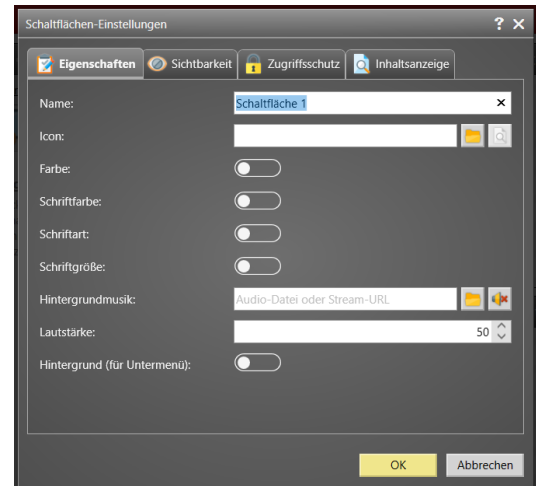 Schaltflächen-Einstellungen ? ×
Eigenschaften Sichtbarkeit Zugriffsschutz Inhaltsanzeige
Name: Schaltfläche 1 ×
Icon:
Farbe:
Schriftfarbe:
Schriftart:
Schriftgröße:
Hintergrundmusik: Audio-Datei oder Stream-URL
Lautstärke: 50
Hintergrund (für Untermenü):
OK Abbrechen